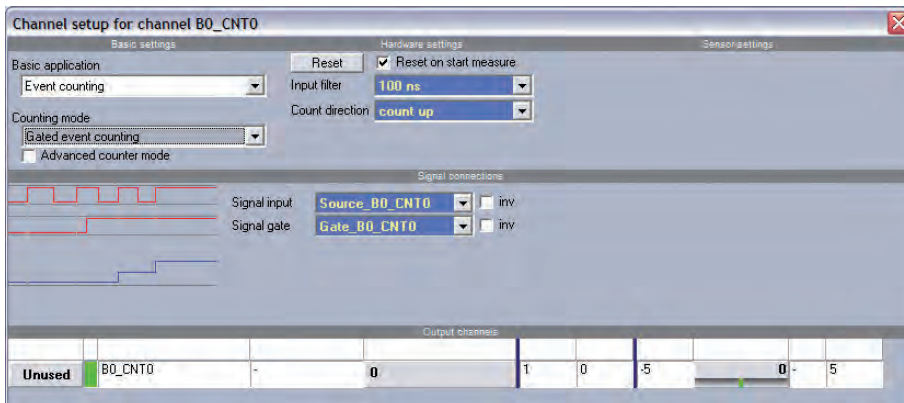 Channel setup for channel B0_CNT0
Basic settings
Hardware settings
Sensor settings
Basic application
Event counting
Counting mode
Gated event counting
Advanced counter mode
Reset
Reset on start measure
Input filter 100 ns
Count direction count up
Signal connections
Signal input Source_B0_CNT0 inv
Signal gate Gate_B0_CNT0 inv
Output channels
Unused B0_CNT0 - 0 1 0 -5 0 - 5